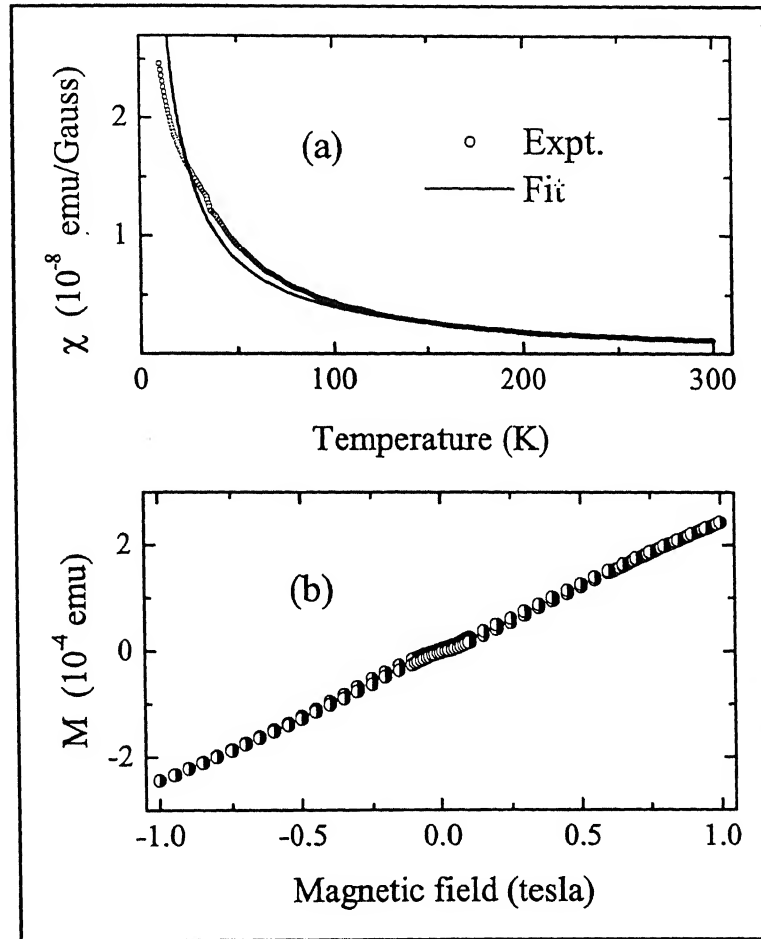 χ (10⁻⁸ emu/Gauss)
2
1
(a)
Expt.
Fit
0
100
200
300
Temperature (K)
M (10⁻⁴ emu)
2
0
-2
(b)
-1.0
-0.5
0.0
0.5
1.0
Magnetic field (tesla)